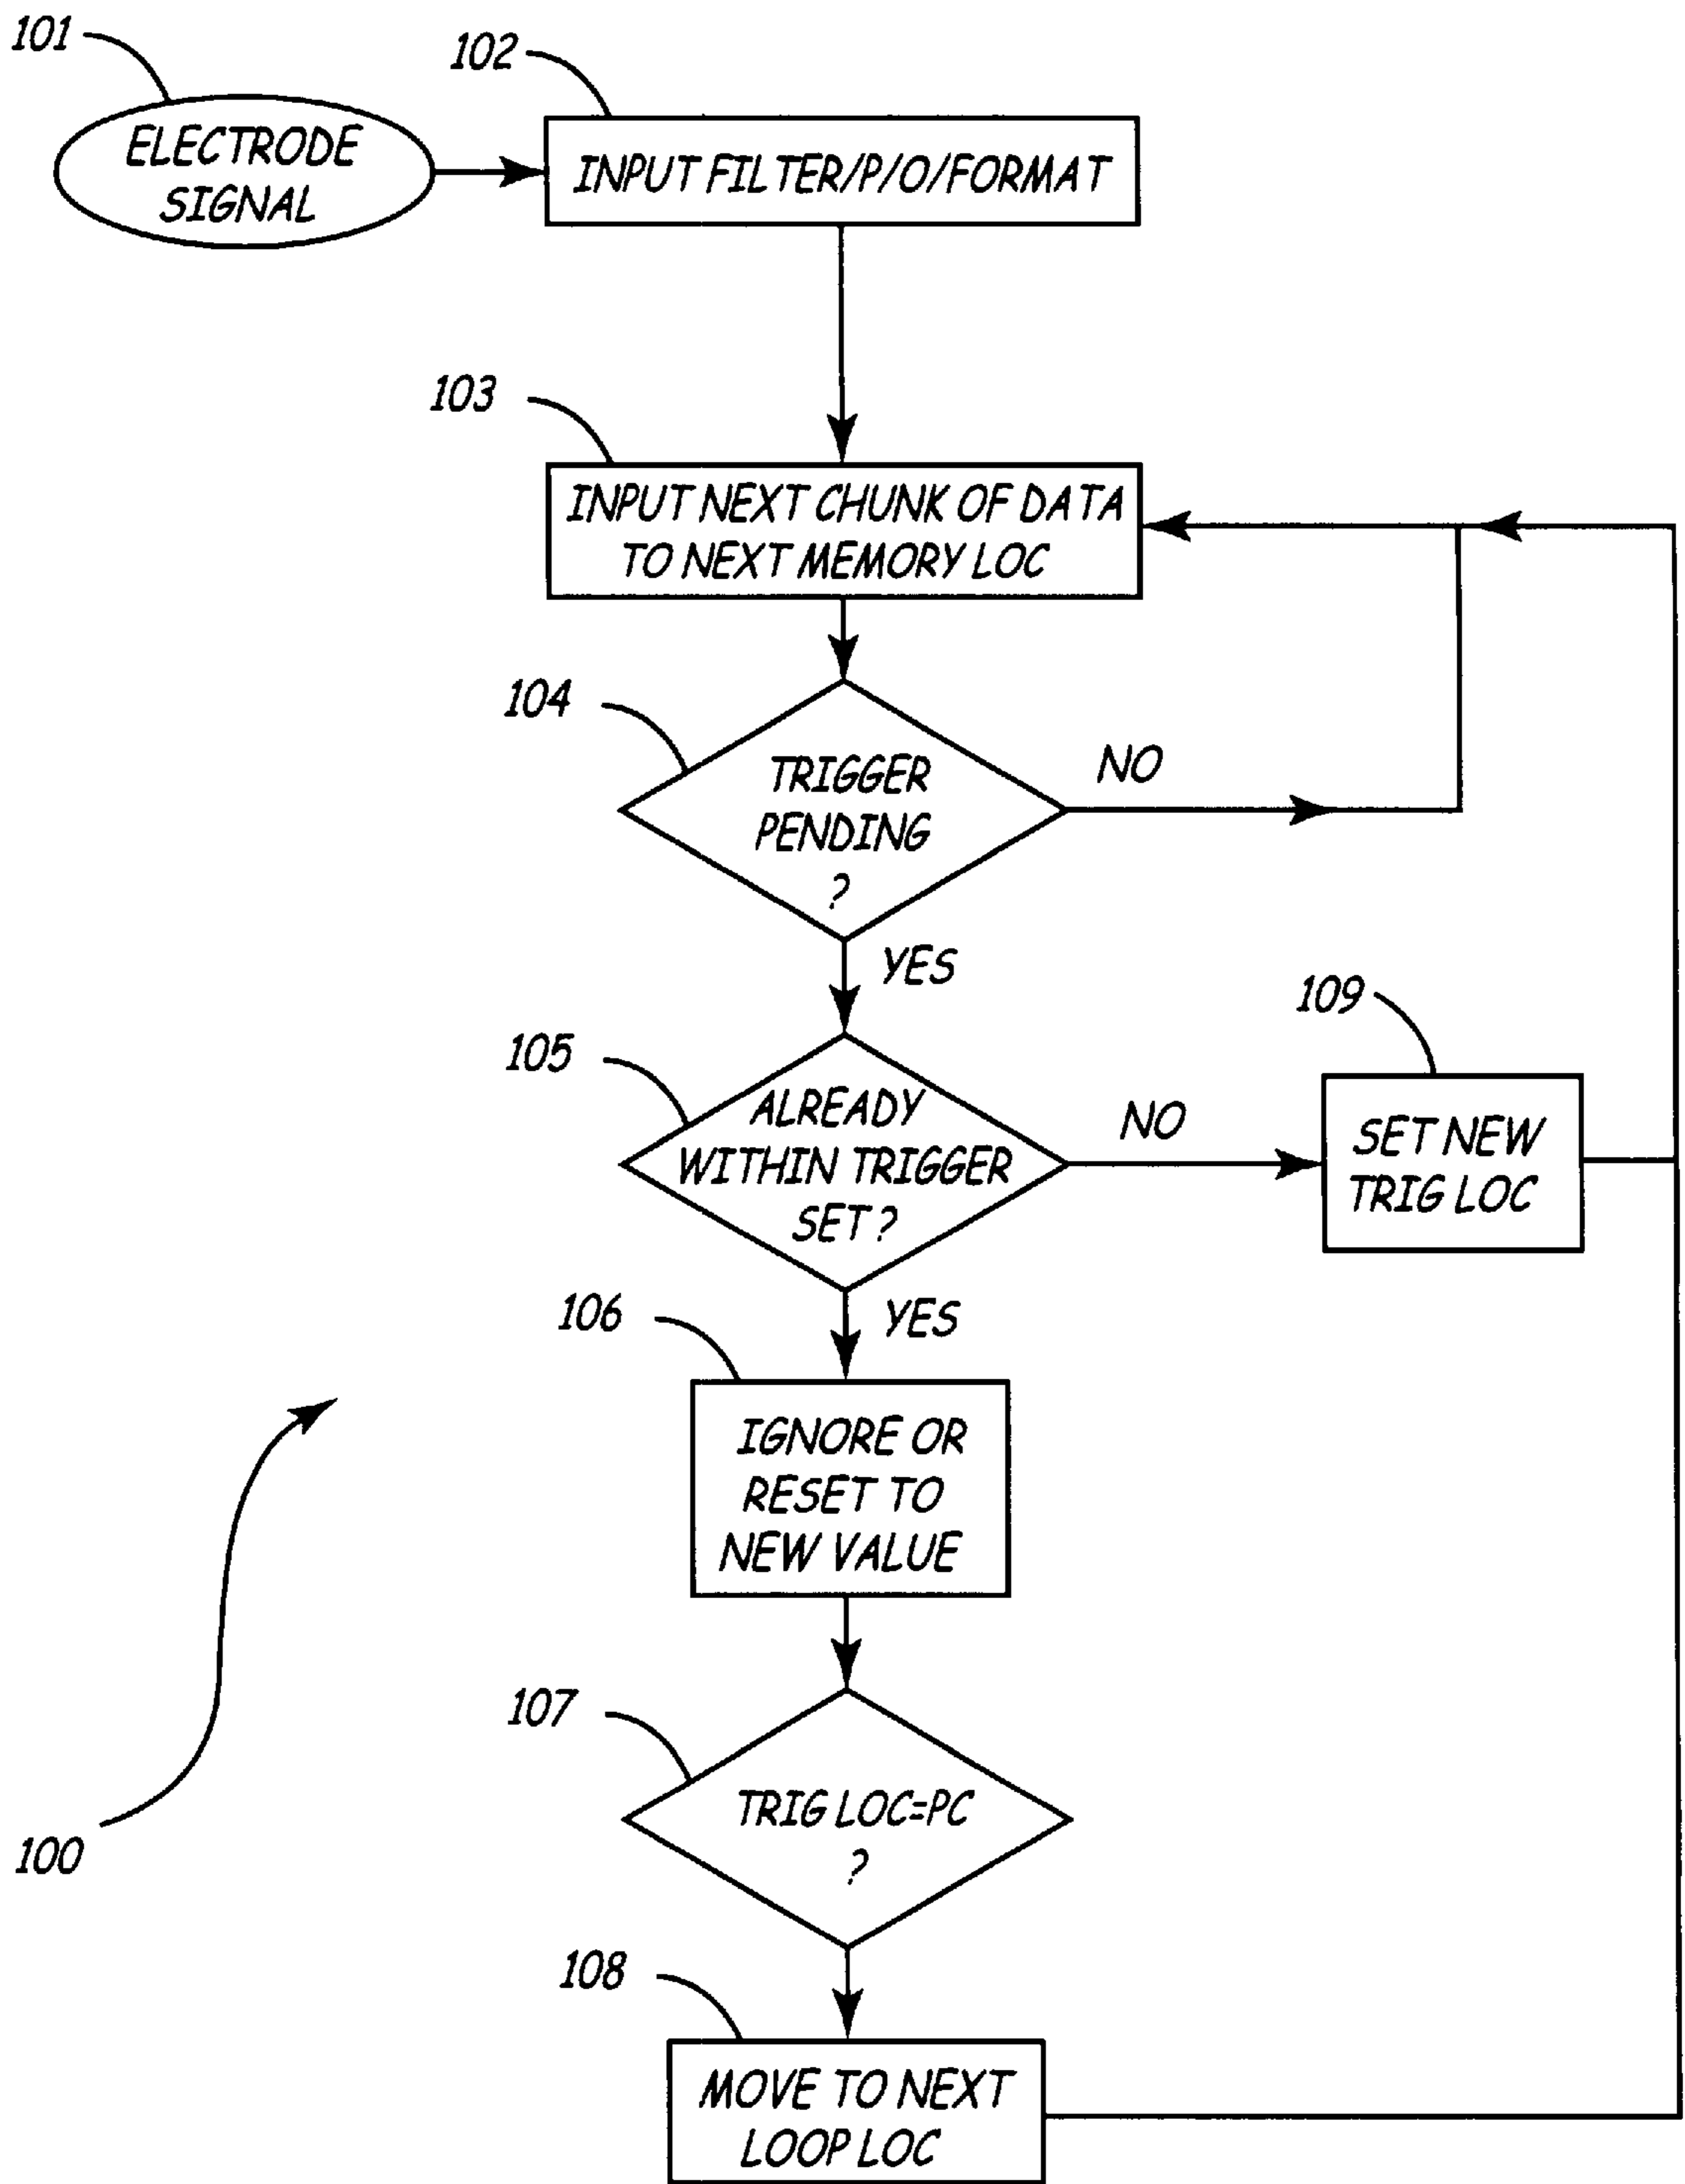 101
ELECTRODE
SIGNAL
102
INPUT FILTER/P/O/FORMAT
103
INPUT NEXT CHUNK OF DATA
TO NEXT MEMORY LOC
104
TRIGGER
PENDING
?
NO
YES
105
ALREADY
WITHIN TRIGGER
SET?
NO
109
SET NEW
TRIG LOC
YES
106
IGNORE OR
RESET TO
NEW VALUE
107
TRIG LOC=PC
?
100
108
MOVE TO NEXT
LOOP LOC